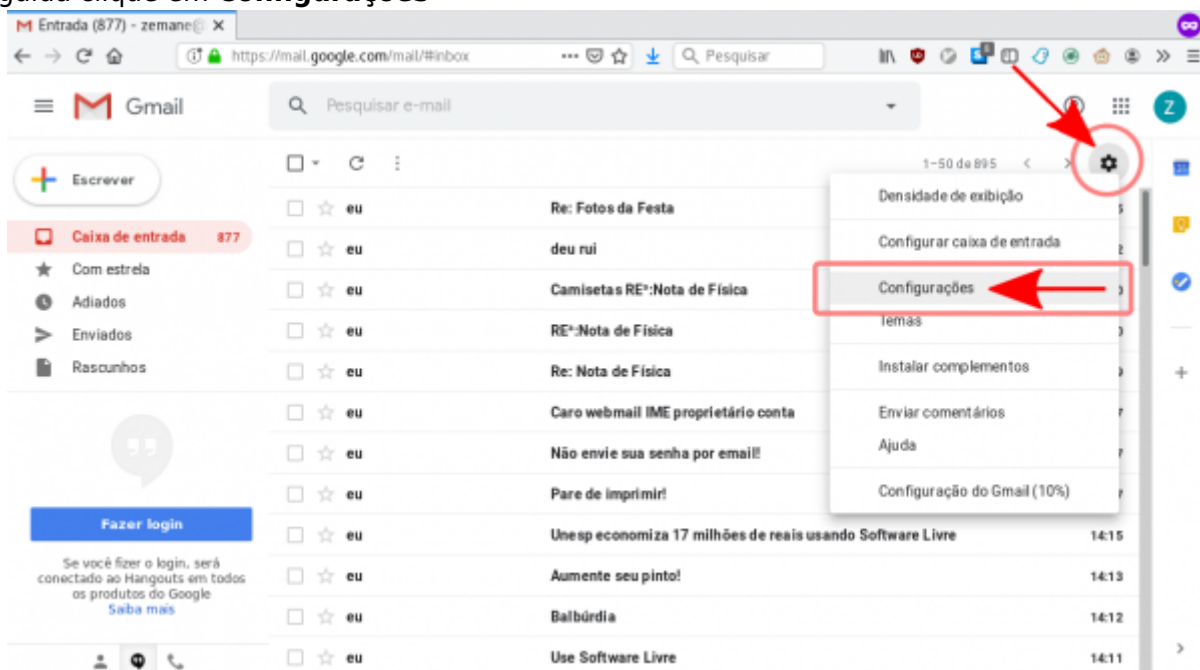 guida clique em Configurações
Entrada (877) - zemane@
https://mail.google.com/mail/#inbox
Pesquisar
Gmail
Pesquisar e-mail
Z
Escrever
1-50 de 895
Caixa de entrada 877
Com estrela
Adiados
Enviados
Rascunhos
Fazer login
Se você fizer o login, será
conectado ao Hangouts em todos
os produtos do Google
Saiba mais
eu Re: Fotos da Festa
eu deu rui
eu Camisetas REª:Nota de Física
eu REª:Nota de Física
eu Re: Nota de Física
eu Caro webmail IME proprietário conta
eu Não envie sua senha por email!
eu Pare de imprimir!
eu Unesp economiza 17 milhões de reais usando Software Livre 14:15
eu Aumente seu pinto! 14:13
eu Balbúrdia 14:12
eu Use Software Livre 14:11
Densidade de exibição
Configurar caixa de entrada
Configurações
Temas
Instalar complementos
Enviar comentários
Ajuda
Configuração do Gmail (10%)